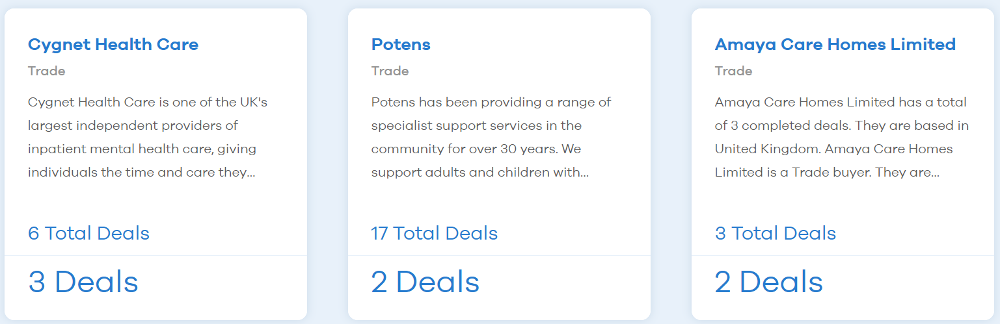 Cygnet Health Care
Trade
Cygnet Health Care is one of the UK's
largest independent providers of
inpatient mental health care, giving
individuals the time and care they...
6 Total Deals
3 Deals
Potens
Trade
Potens has been providing a range of
specialist support services in the
community for over 30 years. We
support adults and children with...
17 Total Deals
2 Deals
Amaya Care Homes Limited
Trade
Amaya Care Homes Limited has a total
of 3 completed deals. They are based in
United Kingdom. Amaya Care Homes
Limited is a Trade buyer. They are...
3 Total Deals
2 Deals